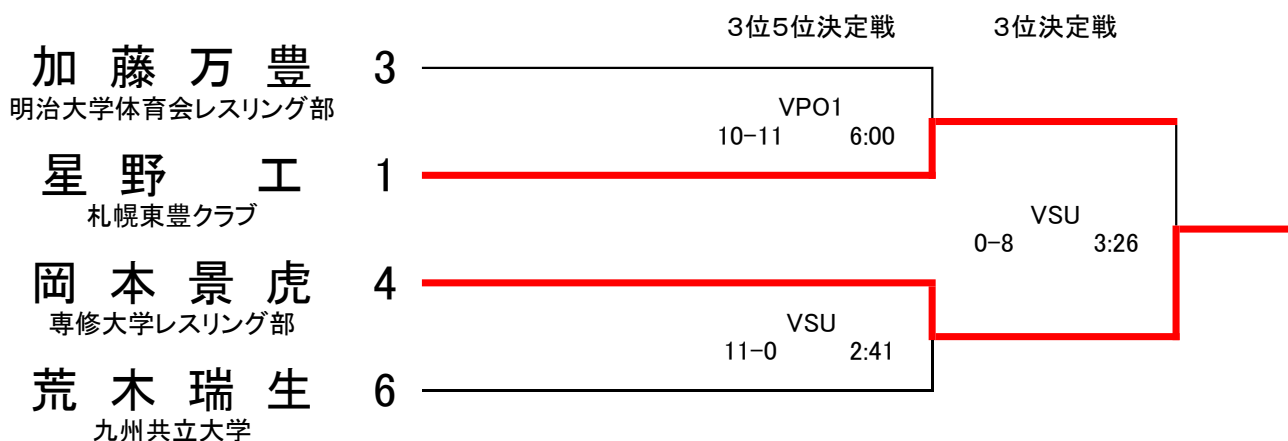 3位5位決定戦 3位決定戦
加藤万豊 3
明治大学体育会レスリング部
VPO1
10-11 6:00
星野 工 1
札幌東豊クラブ
VSU
0-8 3:26
岡本景虎 4
専修大学レスリング部
VSU
11-0 2:41
荒木瑞生 6
九州共立大学